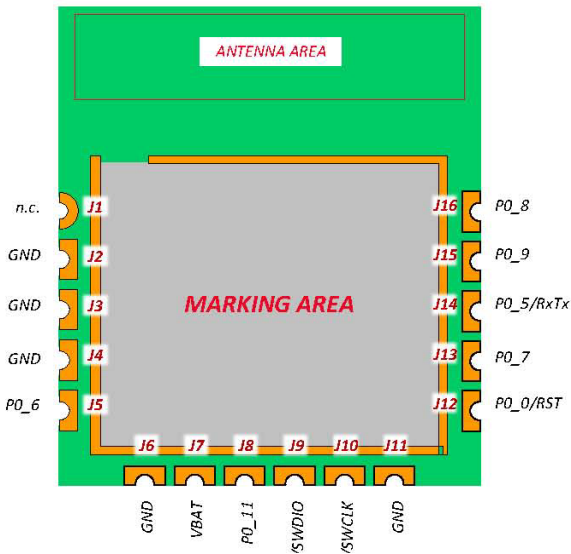 ANTENNA AREA
n.c. J1 J16 P0_8
GND J2 J15 P0_9
GND J3 MARKING AREA J14 P0_5/RxTx
GND J4 J13 P0_7
P0_6 J5 J12 P0_0/RST
J6 J7 J8 J9 J10 J11
GND VBAT P0_11 /SWDIO /SWCLK GND